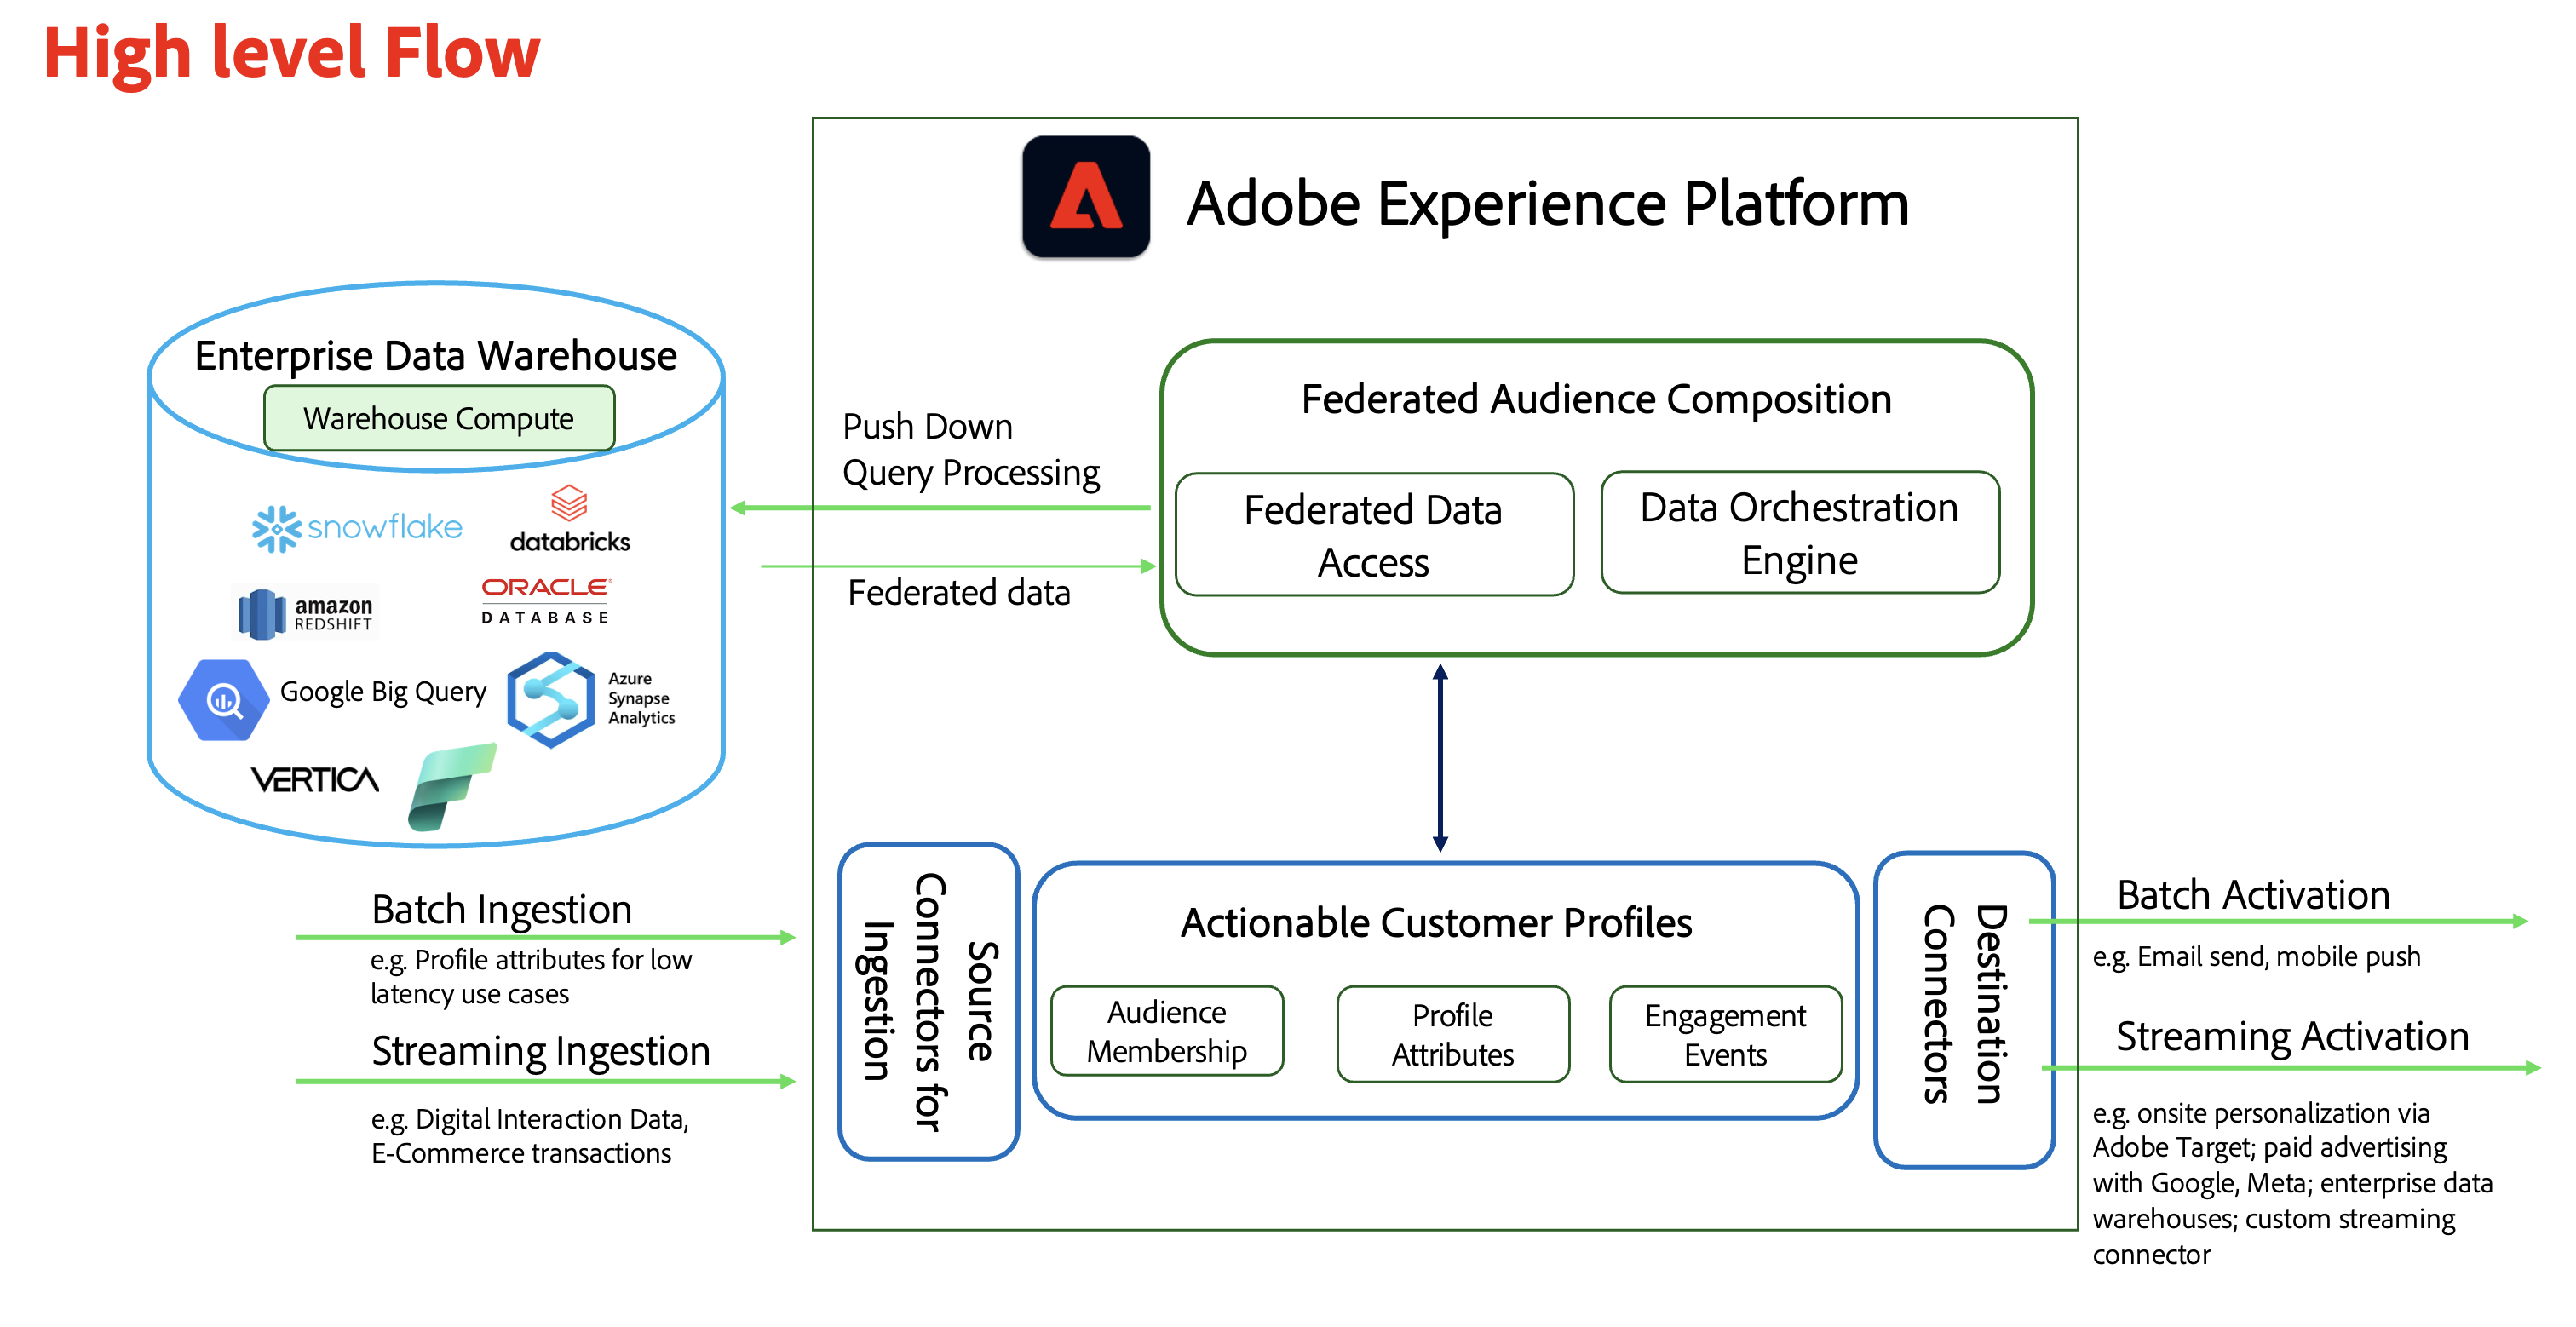 High level Flow
Adobe Experience Platform
Enterprise Data Warehouse
Warehouse Compute
snowflake
databricks
amazon
REDSHIFT
ORACLE
DATABASE
Google Big Query
Azure
Synapse
Analytics
VERTICA
Push Down
Query Processing
Federated data
Federated Audience Composition
Federated Data
Access
Data Orchestration
Engine
Batch Ingestion
e.g. Profile attributes for low
latency use cases
Streaming Ingestion
e.g. Digital Interaction Data,
E-Commerce transactions
Source
Connectors for
Ingestion
Actionable Customer Profiles
Audience
Membership
Profile
Attributes
Engagement
Events
Destination
Connectors
Batch Activation
e.g. Email send, mobile push
Streaming Activation
e.g. onsite personalization via
Adobe Target; paid advertising
with Google, Meta; enterprise data
warehouses; custom streaming
connector